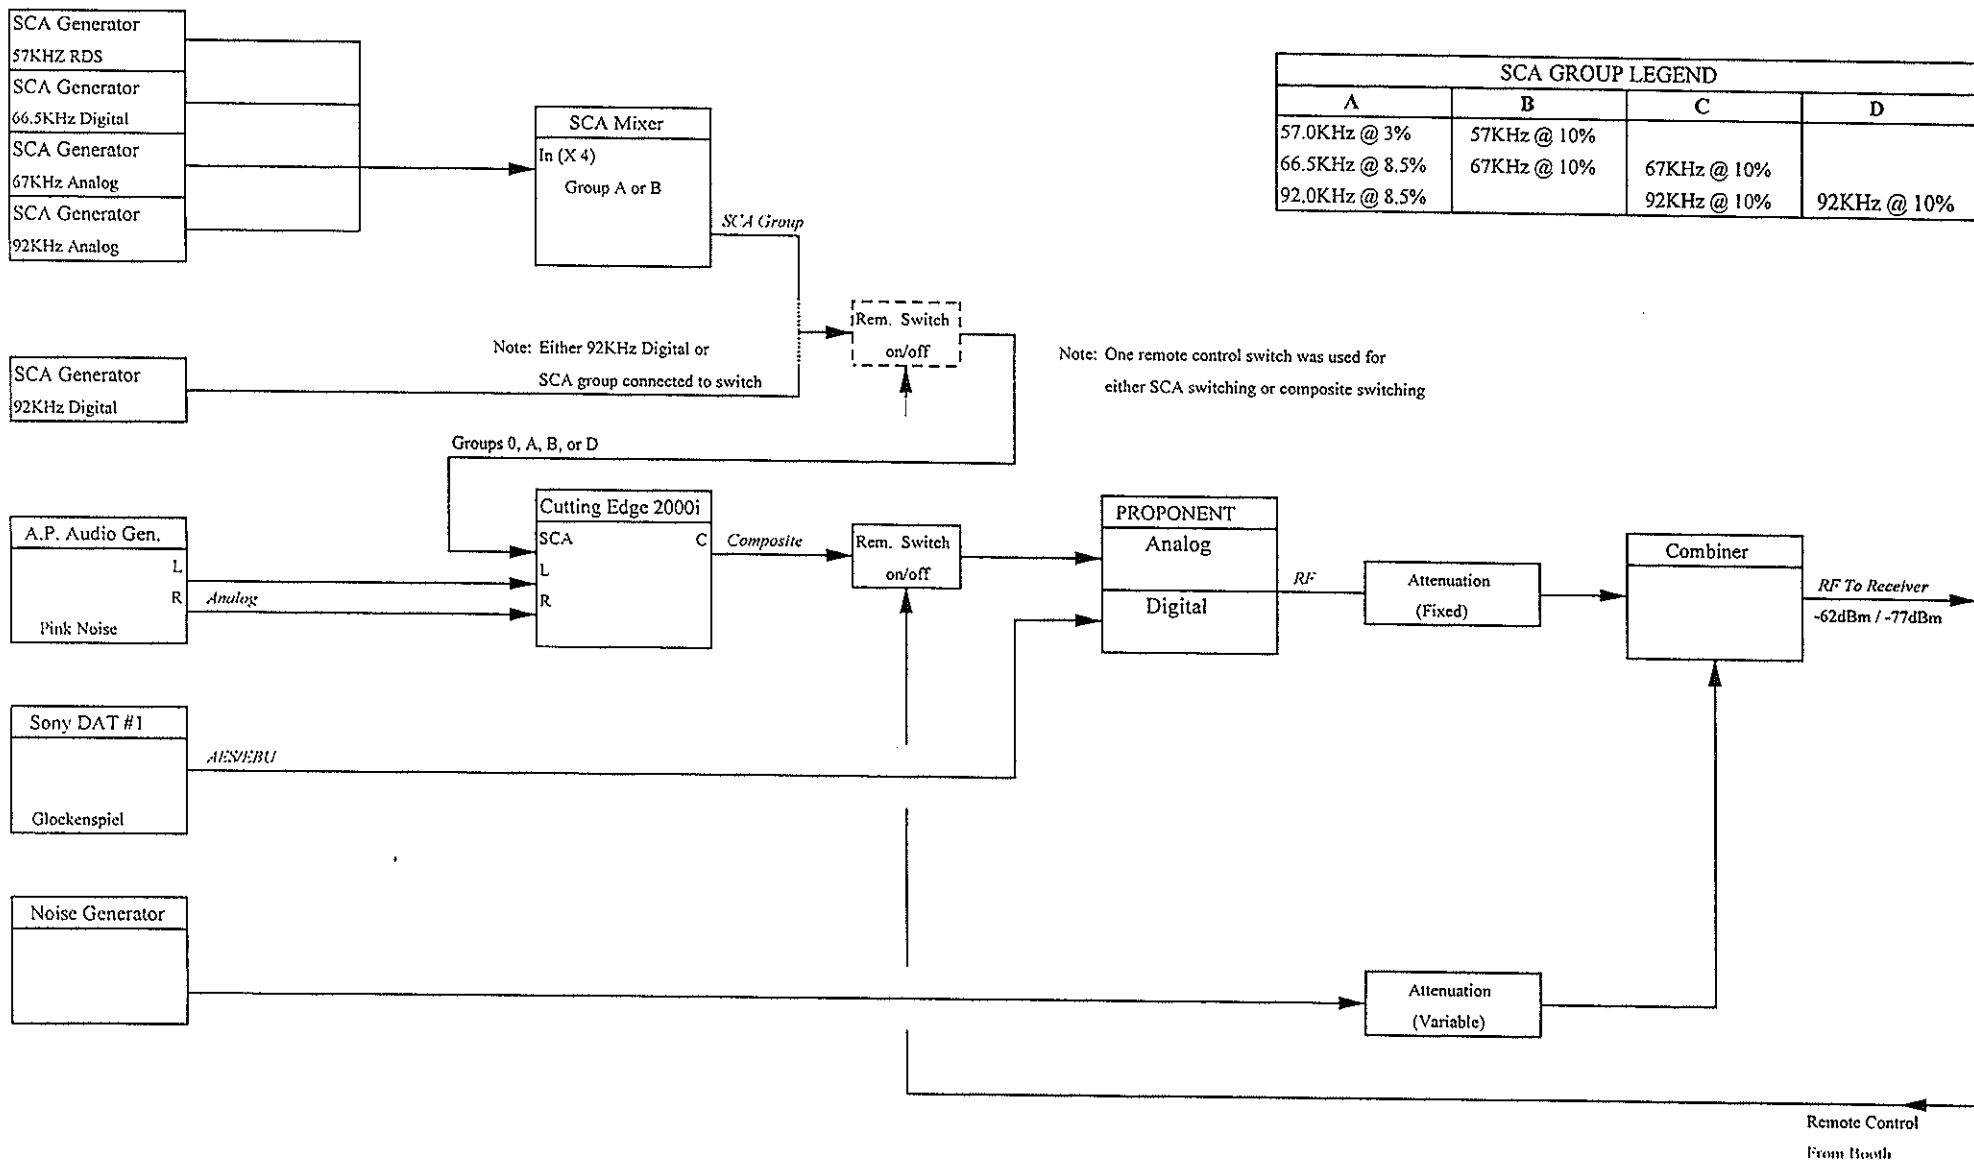 SCA Generator
57KHZ RDS
SCA Generator
66.5KHz Digital
SCA Generator
67KHz Analog
SCA Generator
92KHz Analog
SCA Mixer
In (X 4)
Group A or B
SCA Group
SCA GROUP LEGEND
A B C D
57.0KHz @ 3% 57KHz @ 10%
66.5KHz @ 8.5% 67KHz @ 10% 67KHz @ 10%
92.0KHz @ 8.5% 92KHz @ 10% 92KHz @ 10%
Rem. Switch
on/off
Note: Either 92KHz Digital or
SCA group connected to switch
Note: One remote control switch was used for
either SCA switching or composite switching
SCA Generator
92KHz Digital
Groups 0, A, B, or D
A.P. Audio Gen.
L
R
Pink Noise
Analog
Cutting Edge 2000i
SCA C
L
R
Composite
Rem. Switch
on/off
PROPONENT
Analog
Digital
RF
Attenuation
(Fixed)
Combiner
RF To Receiver
-62dBm / -77dBm
Sony DAT #1
Glockenspiel
AES/EBU
Noise Generator
Attenuation
(Variable)
Remote Control
From Booth